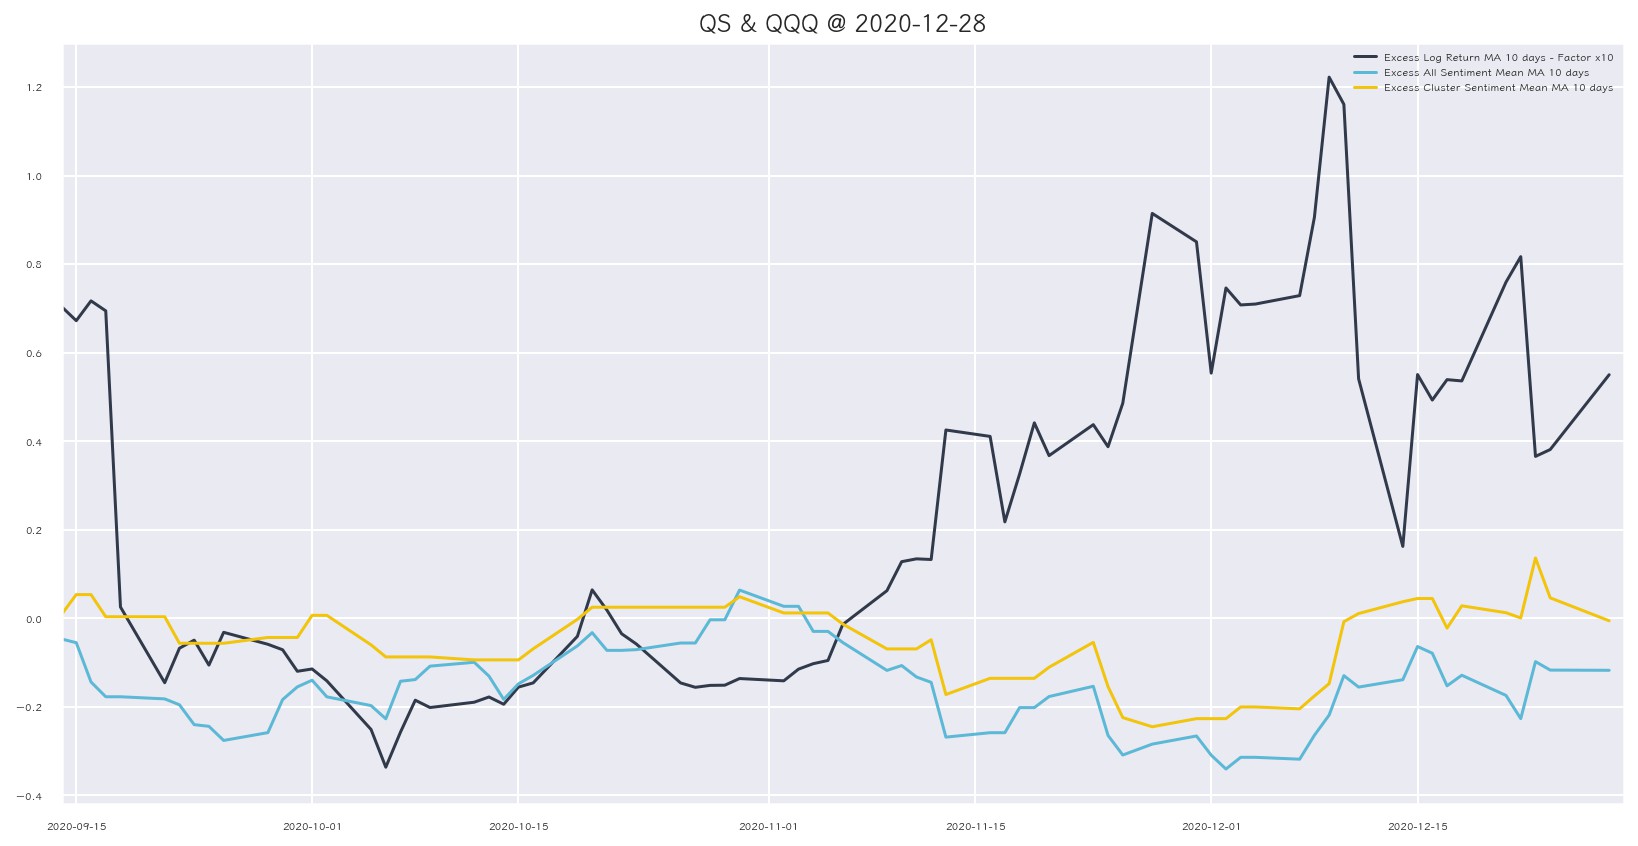 QS & QQQ @ 2020-12-28
Excess Log Return MA 10 days - Factor x10
Excess All Sentiment Mean MA 10 days
Excess Cluster Sentiment Mean MA 10 days
1.2
1.0
0.8
0.6
0.4
0.2
0.0
−0.2
−0.4
2020-09-15 2020-10-01 2020-10-15 2020-11-01 2020-11-15 2020-12-01 2020-12-15